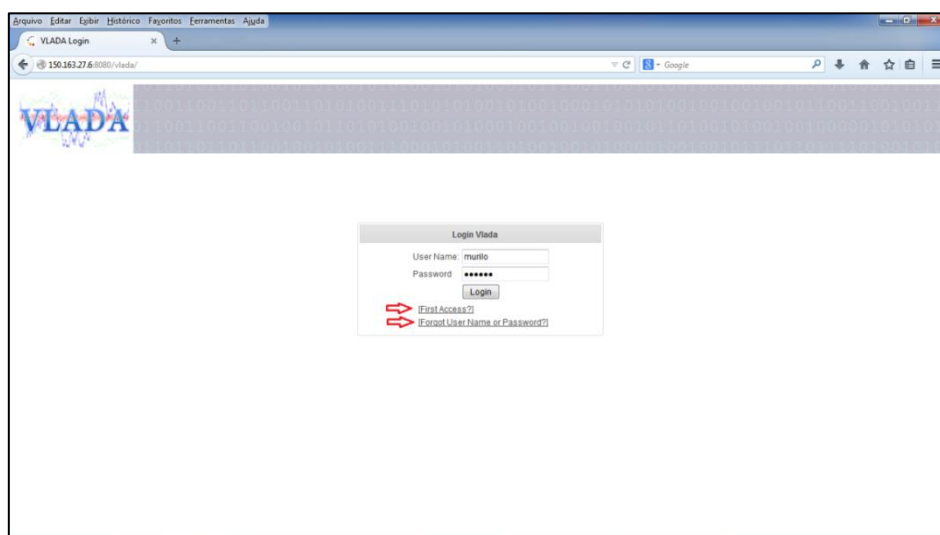 Arquivo Editar Exibir Histórico Favoritos Ferramentas Ajuda
VLADA Login
150.163.27.6:8080/vlada/
Google
VLADA
Login Vlada
User Name: murilo
Password ••••••
Login
[First Access?]
[Forgot User Name or Password?]